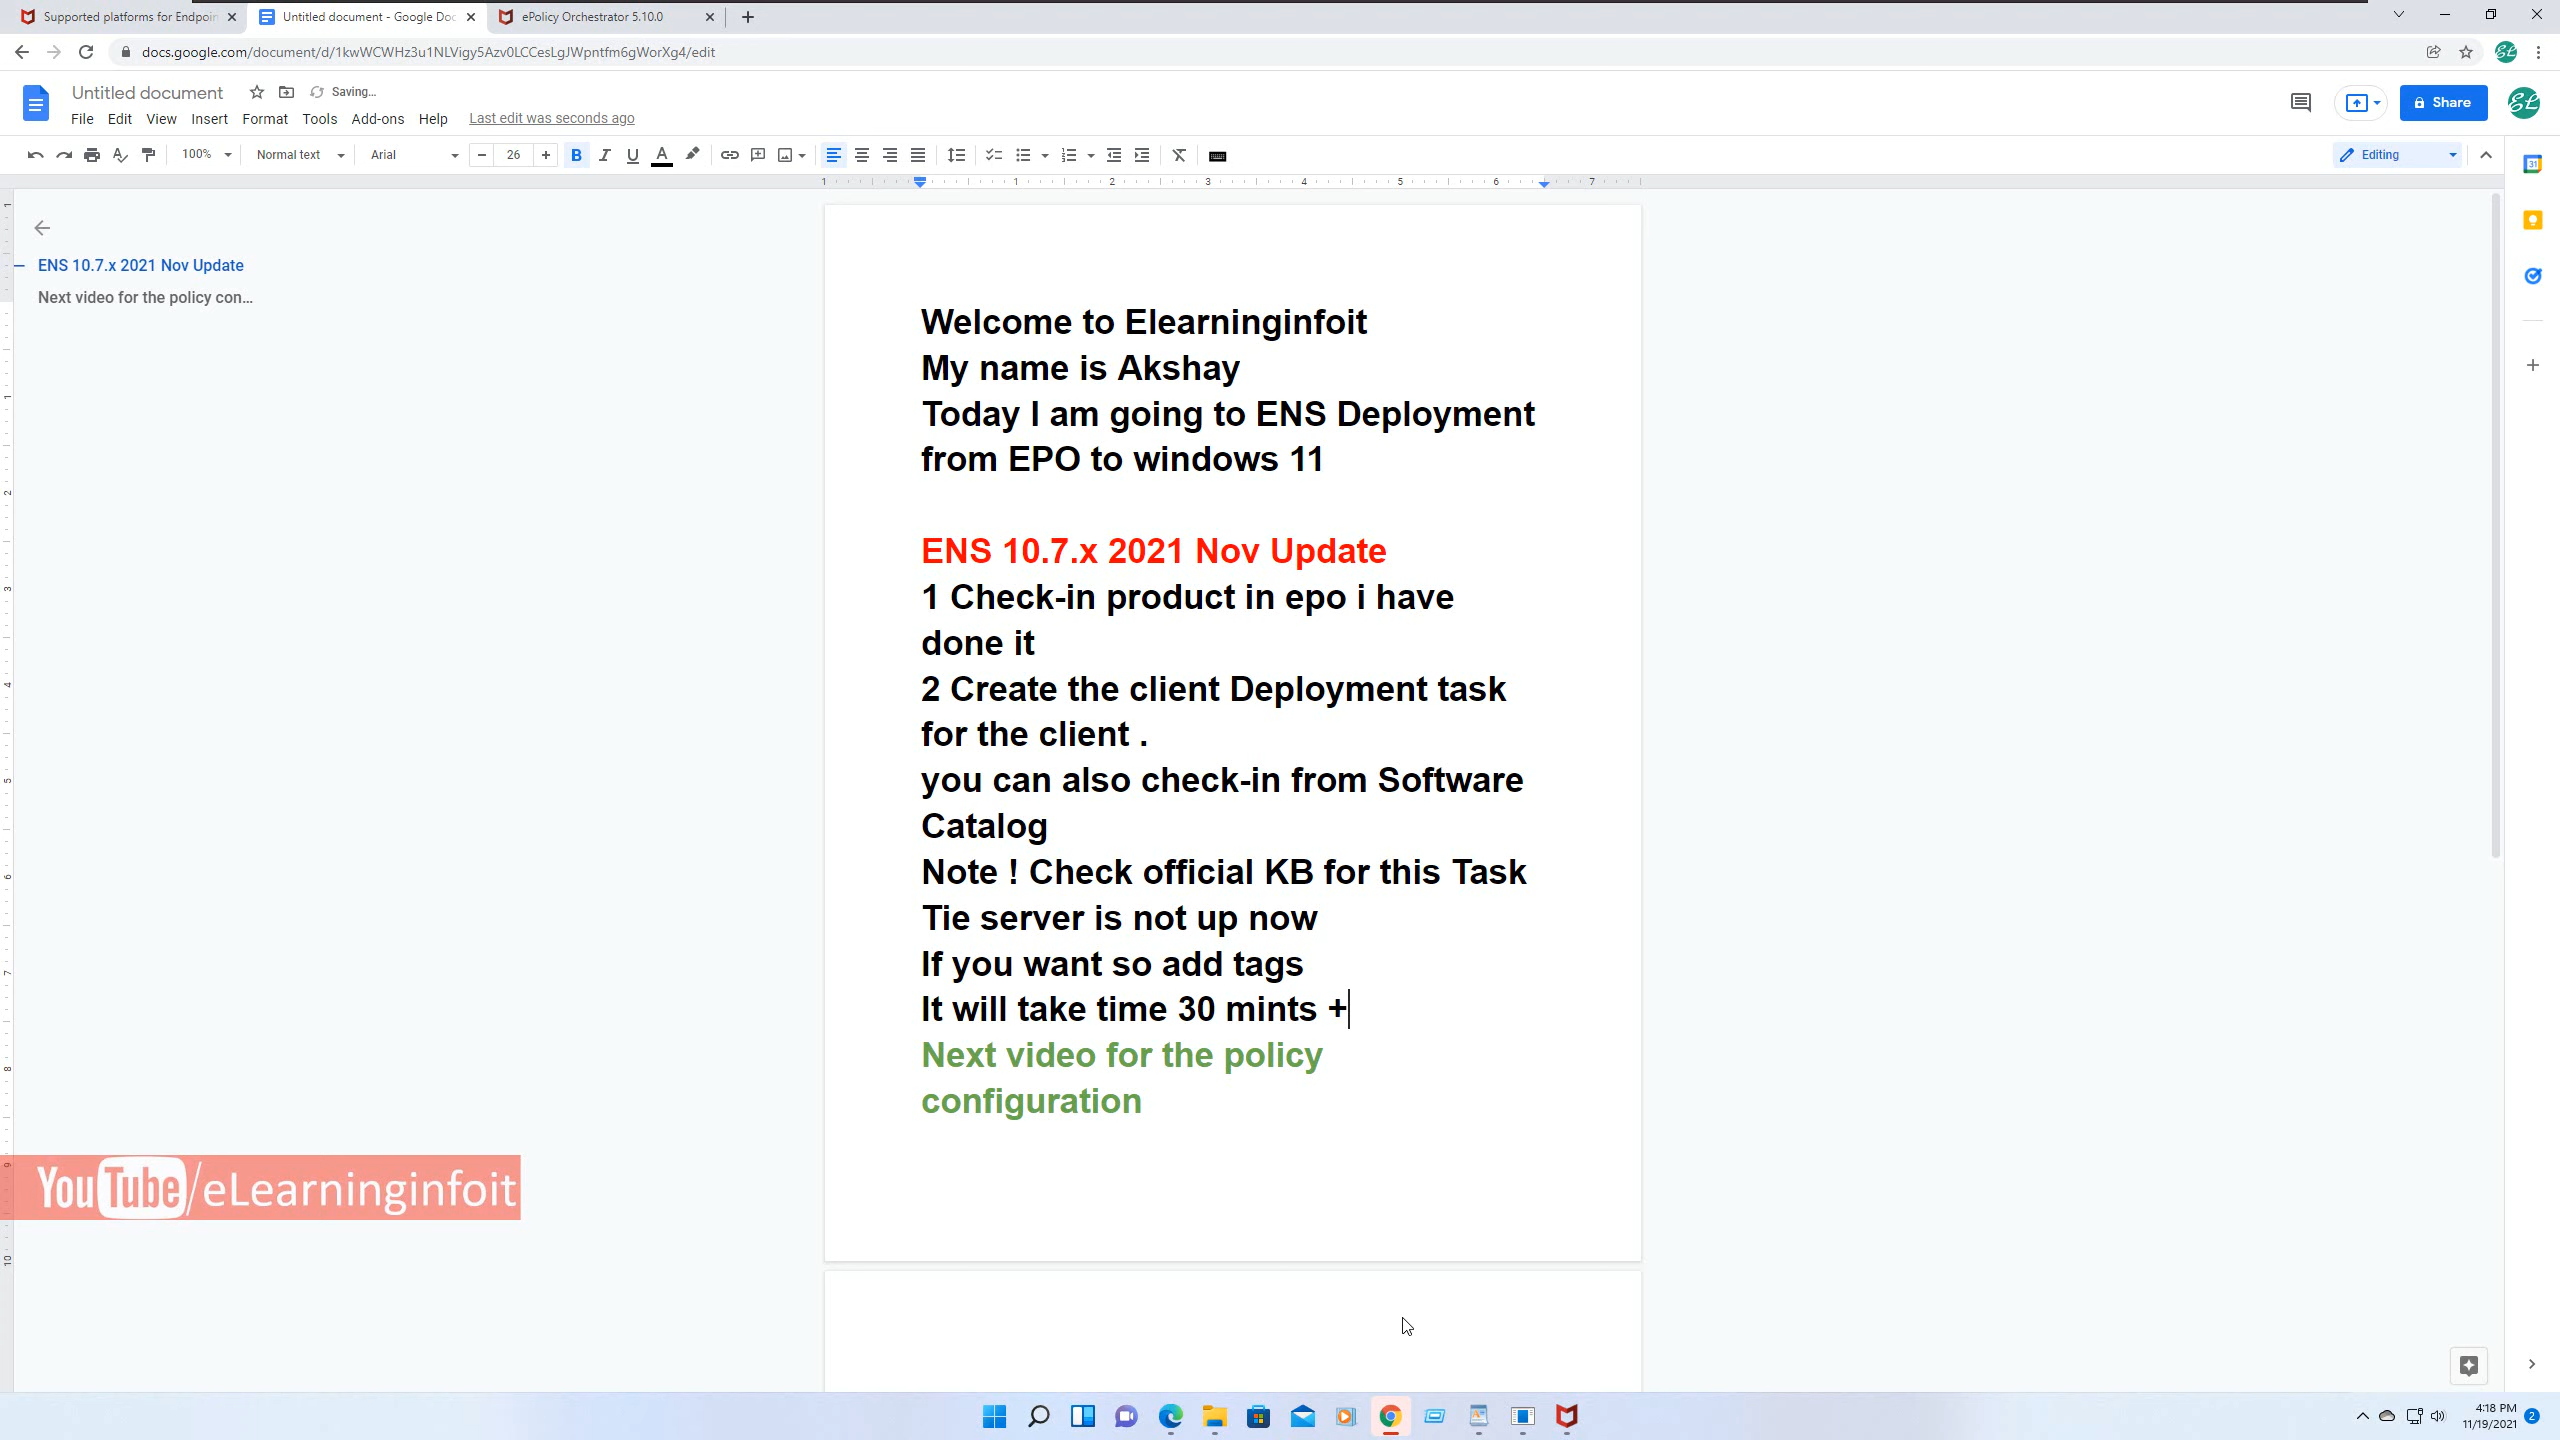 Supported platforms for Endpoin
Untitled document - Google Doc
ePolicy Orchestrator 5.10.0
docs.google.com/document/d/1kwWCWHz3u1NLVigy5Azv0LCCesLgJWpntfm6gWorXg4/edit
Untitled document
Saving...
File Edit View Insert Format Tools Add-ons Help Last edit was seconds ago
Share
100% Normal text Arial 26 Editing
ENS 10.7.x 2021 Nov Update
Next video for the policy con...
Welcome to Elearninginfoit
My name is Akshay
Today I am going to ENS Deployment
from EPO to windows 11
ENS 10.7.x 2021 Nov Update
1 Check-in product in epo i have
done it
2 Create the client Deployment task
for the client .
you can also check-in from Software
Catalog
Note ! Check official KB for this Task
Tie server is not up now
If you want so add tags
It will take time 30 mints +
Next video for the policy
configuration
YouTube/eLearninginfoit
4:18 PM
11/19/2021
2